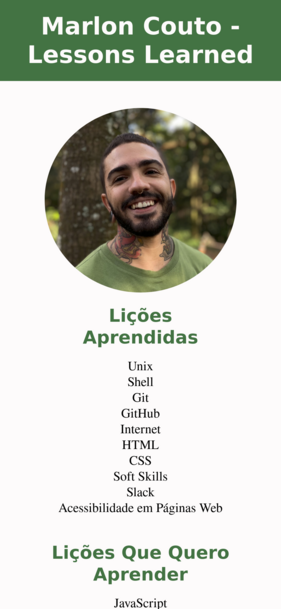 Marlon Couto -
Lessons Learned
Lições
Aprendidas
Unix
Shell
Git
GitHub
Internet
HTML
CSS
Soft Skills
Slack
Acessibilidade em Páginas Web
Lições Que Quero
Aprender
JavaScript